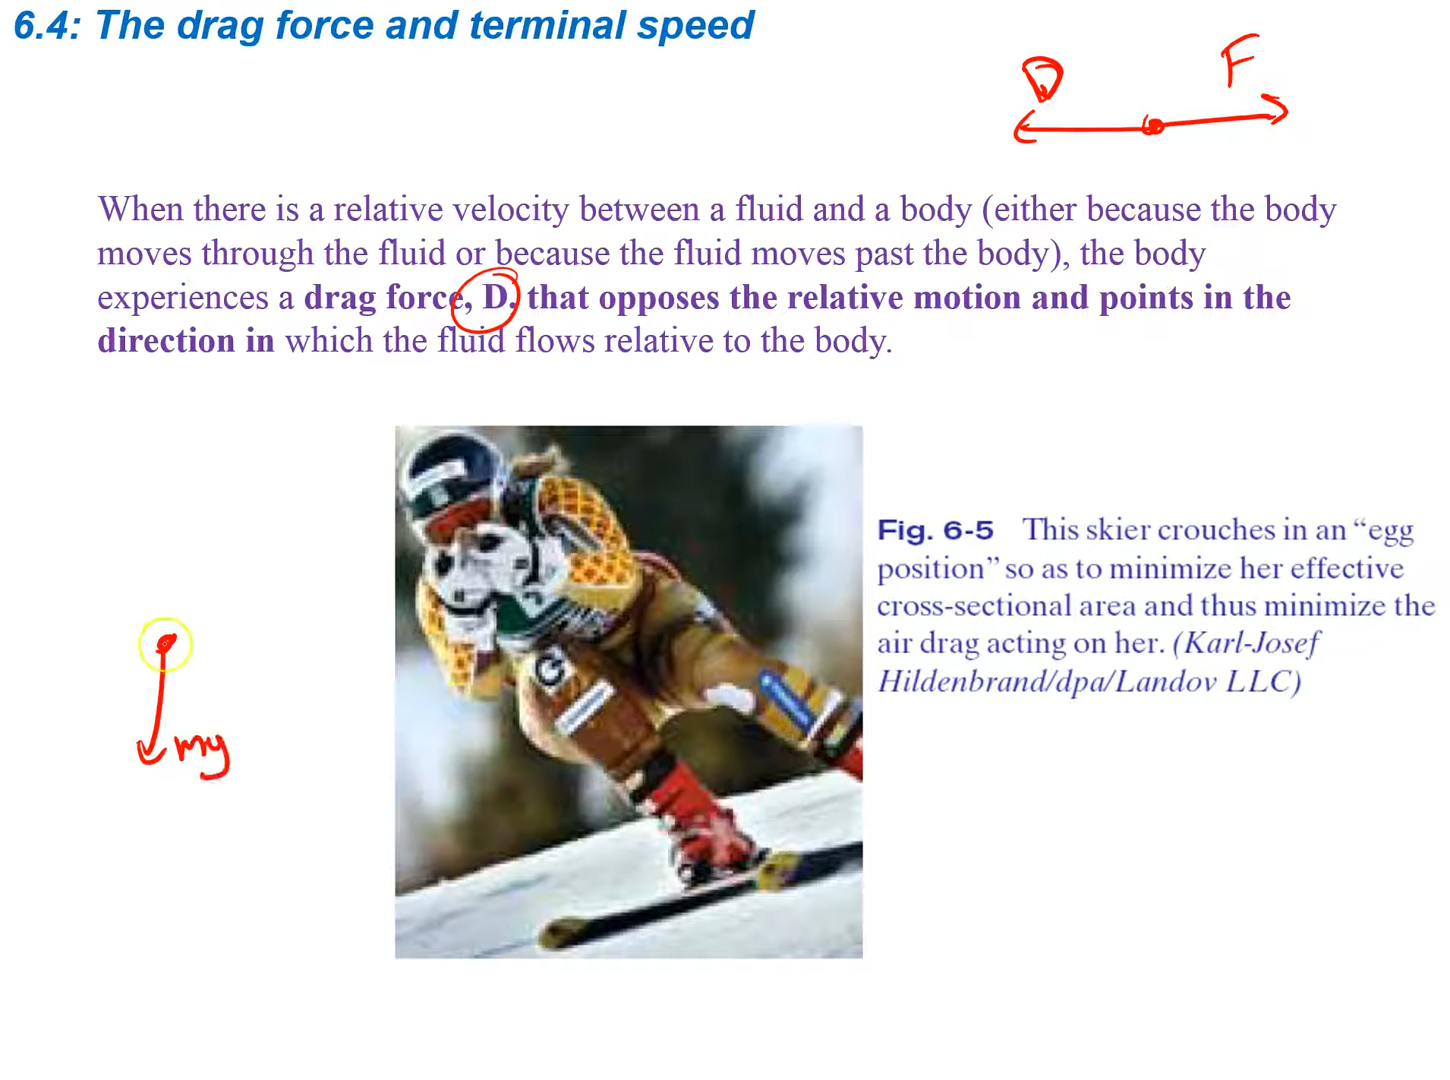 6.4: The drag force and terminal speed
D F
When there is a relative velocity between a fluid and a body (either because the body
moves through the fluid or because the fluid moves past the body), the body
experiences a drag force, D, that opposes the relative motion and points in the
direction in which the fluid flows relative to the body.
Fig. 6-5 This skier crouches in an “egg
position” so as to minimize her effective
cross-sectional area and thus minimize the
air drag acting on her. (Karl-Josef
Hildenbrand/dpa/Landov LLC)
mg